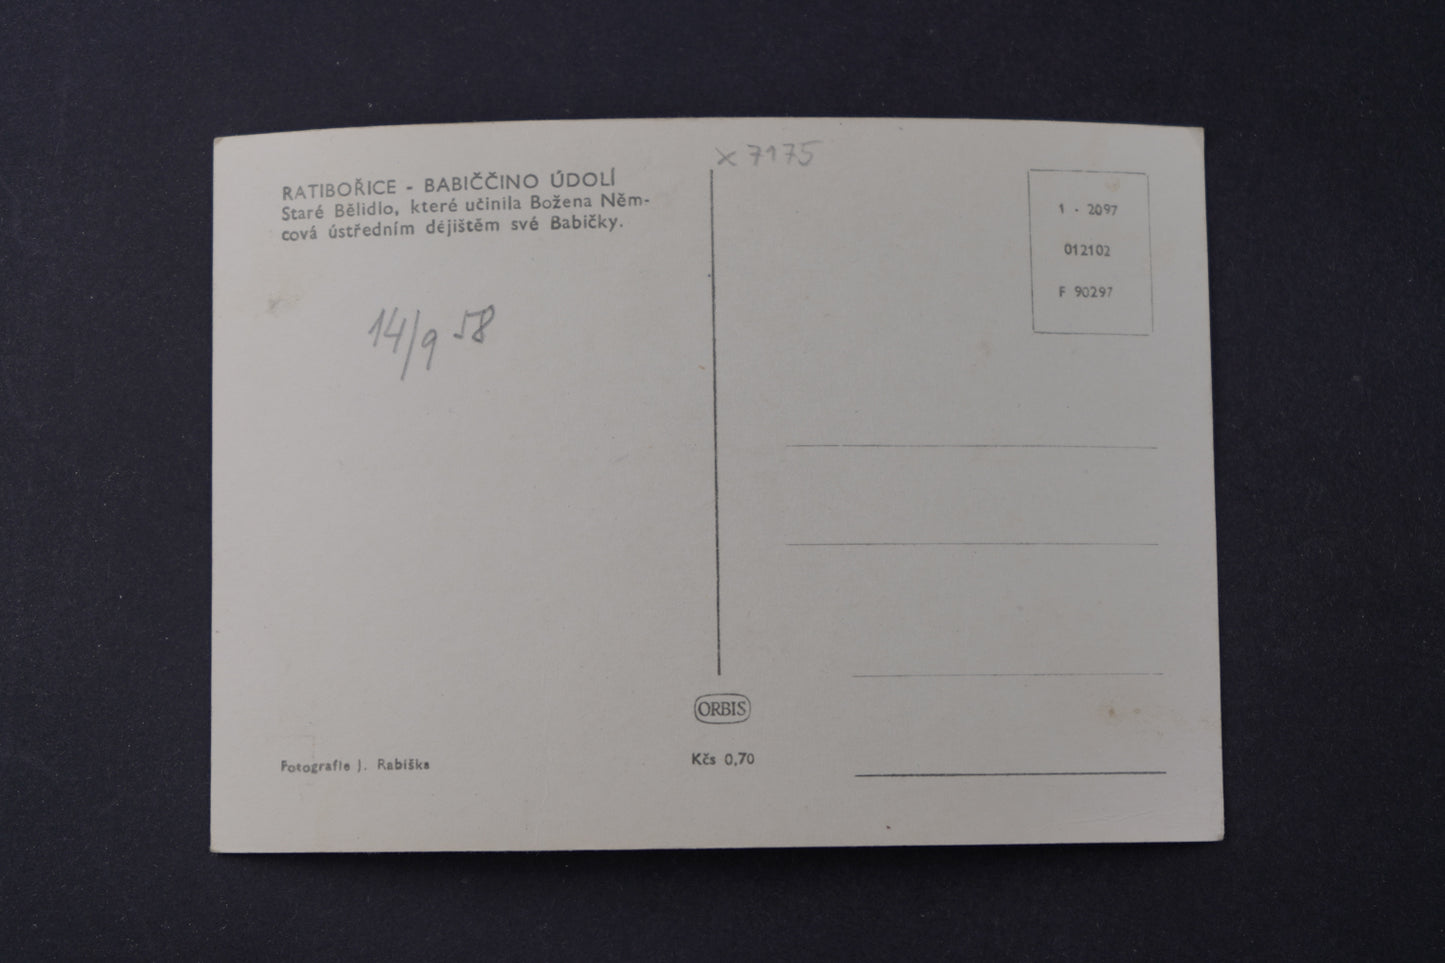 x 7175
RATIBOŘICE - BABIČČINO ÚDOLÍ
Staré Bělidlo, které učinila Božena Něm-
cová ústředním dějištěm své Babičky.
14/9 58
1 - 2097
012102
F 90297
ORBIS
Fotografie J. Rabiška
Kčs 0,70